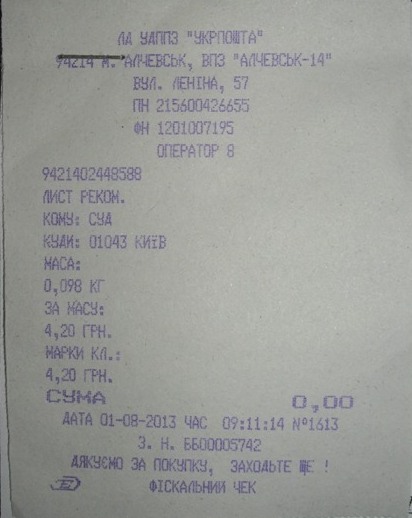 ЛД УДППЗ "УКРПОШТА"
94214 М. АЛЧЕВСЬК, ВПЗ "АЛЧЕВСЬК-14"
ВУЛ. ЛЕНІНА, 57
ПН 215600426655
ФН 1201007195
ОПЕРАТОР 8
9421402448588
ЛИСТ РЕКОМ.
КОМУ: СУД
КУДИ: 01043 КИЇВ
МАСА:
0,098 КГ
ЗА МАСУ:
4,20 ГРН.
МАРКИ КЛ.:
4,20 ГРН.
СУМА 0,00
ДАТА 01-08-2013 ЧАС 09:11:14 №1613
З. Н. ББ00005742
ДЯКУЄМО ЗА ПОКУПКУ, ЗАХОДЬТЕ ЩЕ !
ФІСКАЛЬНИЙ ЧЕК